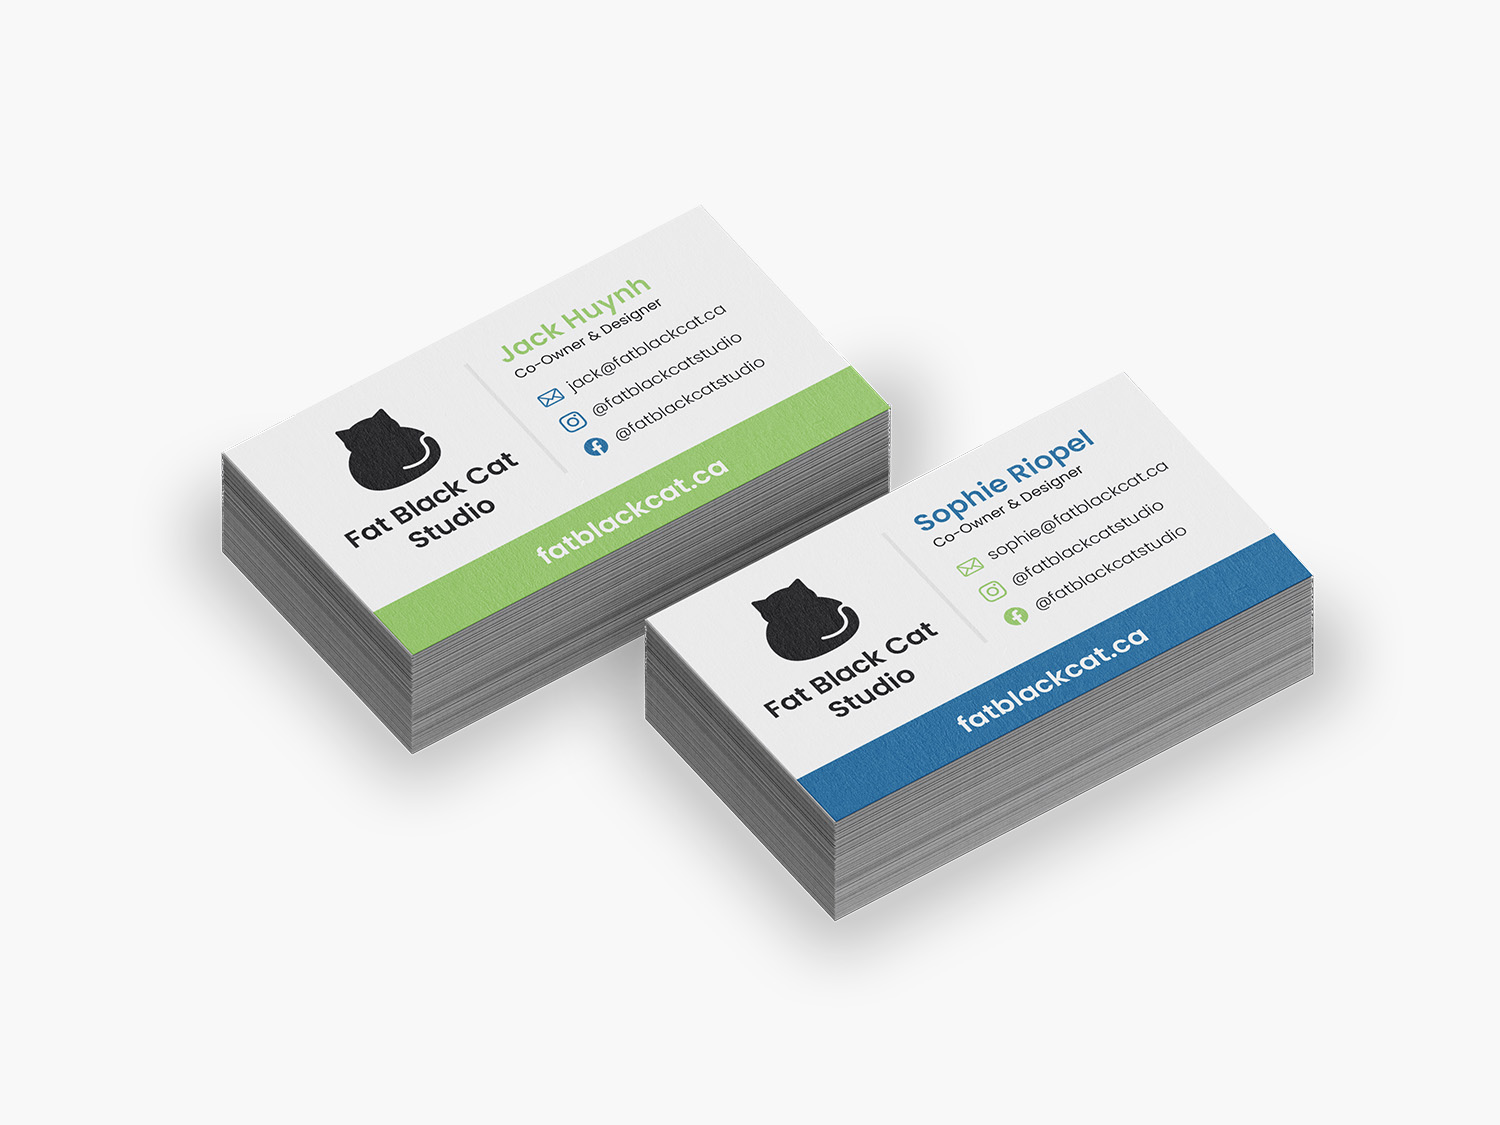 Fat Black Cat
Studio
Jack Huynh
Co-Owner & Designer
jack@fatblackcat.ca
@fatblackcatstudio
@fatblackcatstudio
fatblackcat.ca
Fat Black Cat
Studio
Sophie Riopel
Co-Owner & Designer
sophie@fatblackcat.ca
@fatblackcatstudio
@fatblackcatstudio
fatblackcat.ca